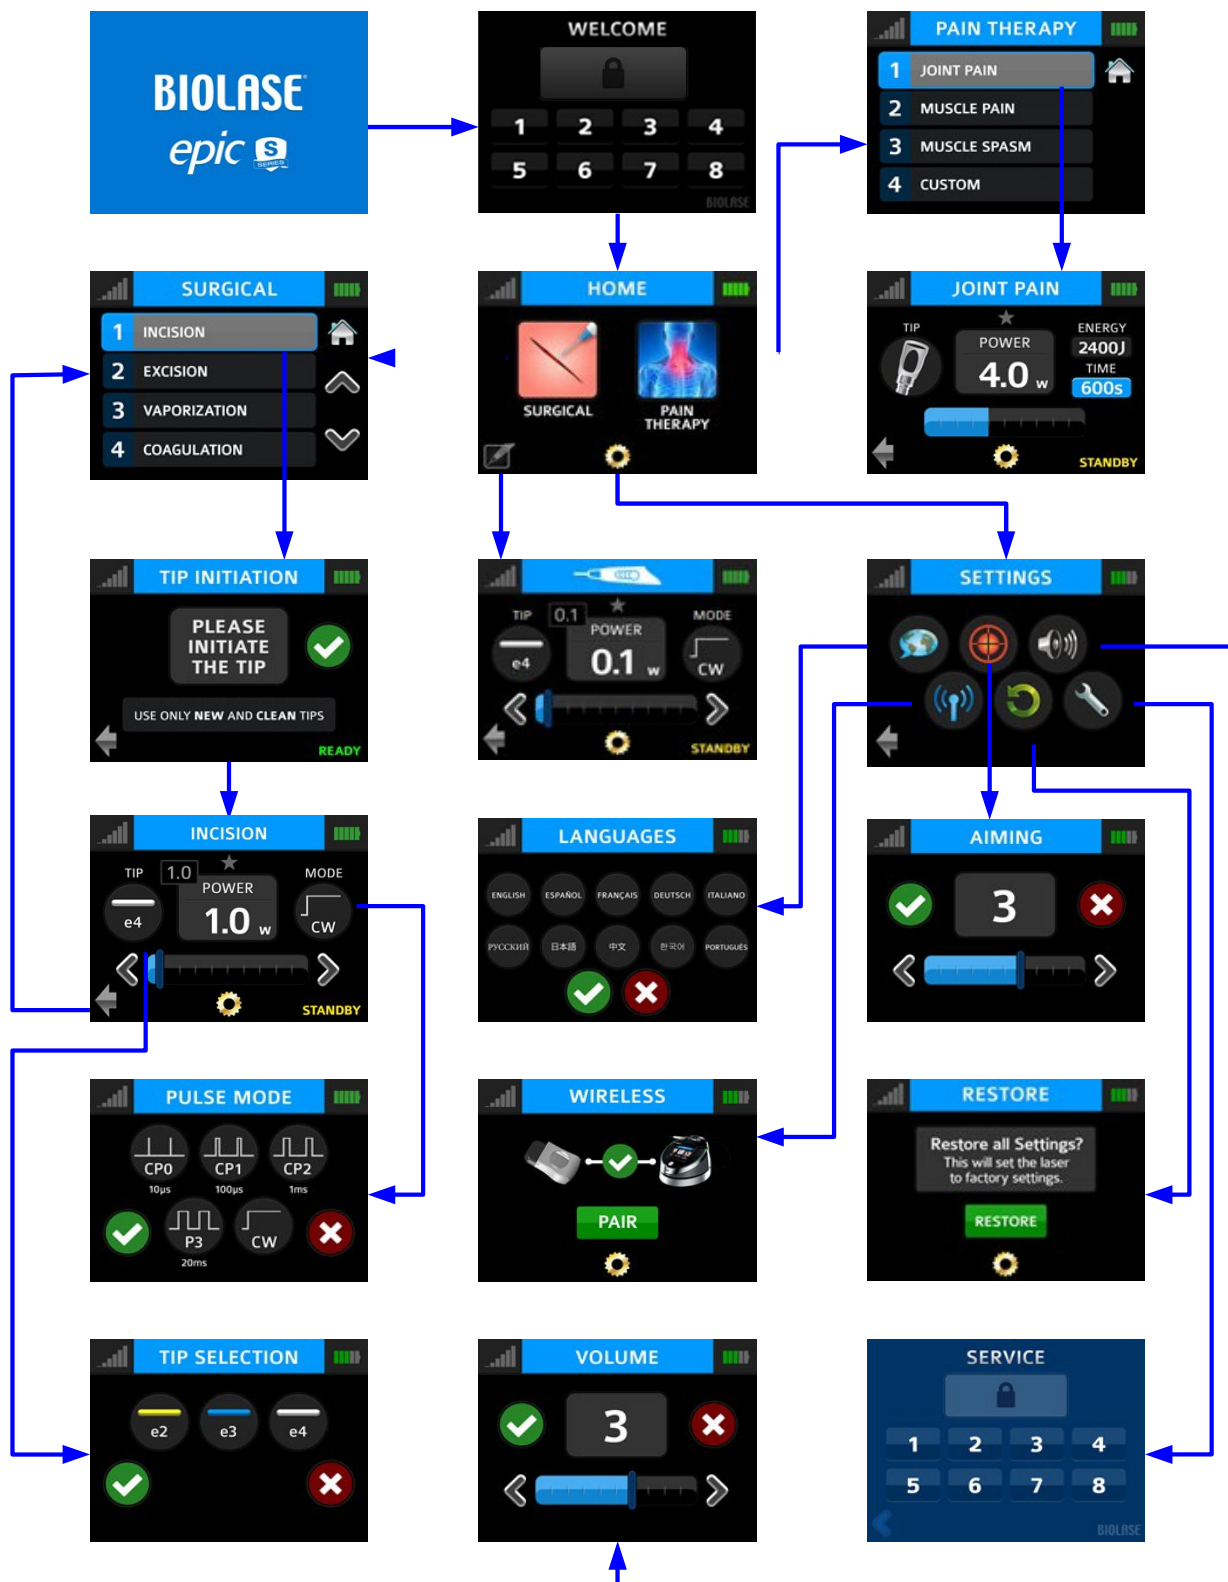 BIOLASE
epic S
SERIES
WELCOME
1 2 3 4
5 6 7 8
BIOLASE
PAIN THERAPY
1 JOINT PAIN
2 MUSCLE PAIN
3 MUSCLE SPASM
4 CUSTOM
SURGICAL
1 INCISION
2 EXCISION
3 VAPORIZATION
4 COAGULATION
HOME
SURGICAL
PAIN
THERAPY
JOINT PAIN
TIP
POWER
4.0 w
ENERGY
2400J
TIME
600s
STANDBY
TIP INITIATION
PLEASE
INITIATE
THE TIP
USE ONLY NEW AND CLEAN TIPS
READY
TIP
0.1
POWER
0.1 w
MODE
e4
CW
STANDBY
SETTINGS
INCISION
TIP
1.0
POWER
1.0 w
MODE
e4
CW
STANDBY
LANGUAGES
ENGLISH ESPAÑOL FRANÇAIS DEUTSCH ITALIANO
РУССКИЙ 日本語 中文 한국어 PORTUGUÊS
AIMING
3
PULSE MODE
CP0 CP1 CP2
10µs 100µs 1ms
P3 CW
20ms
WIRELESS
PAIR
RESTORE
Restore all Settings?
This will set the laser
to factory settings.
RESTORE
TIP SELECTION
e2 e3 e4
VOLUME
3
SERVICE
1 2 3 4
5 6 7 8
BIOLASE